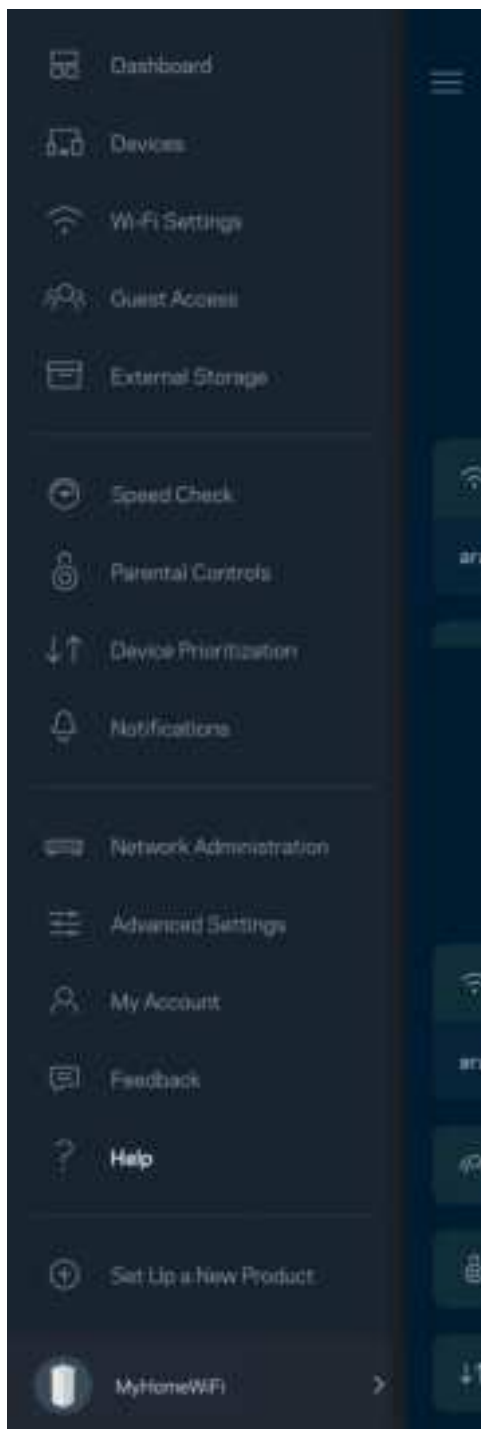 Dashboard
Devices
Wi-Fi Settings
Guest Access
External Storage
Speed Check
Parental Controls
Device Prioritization
Notifications
Network Administration
Advanced Settings
My Account
Feedback
Help
Set Up a New Product
MyHomeWiFi